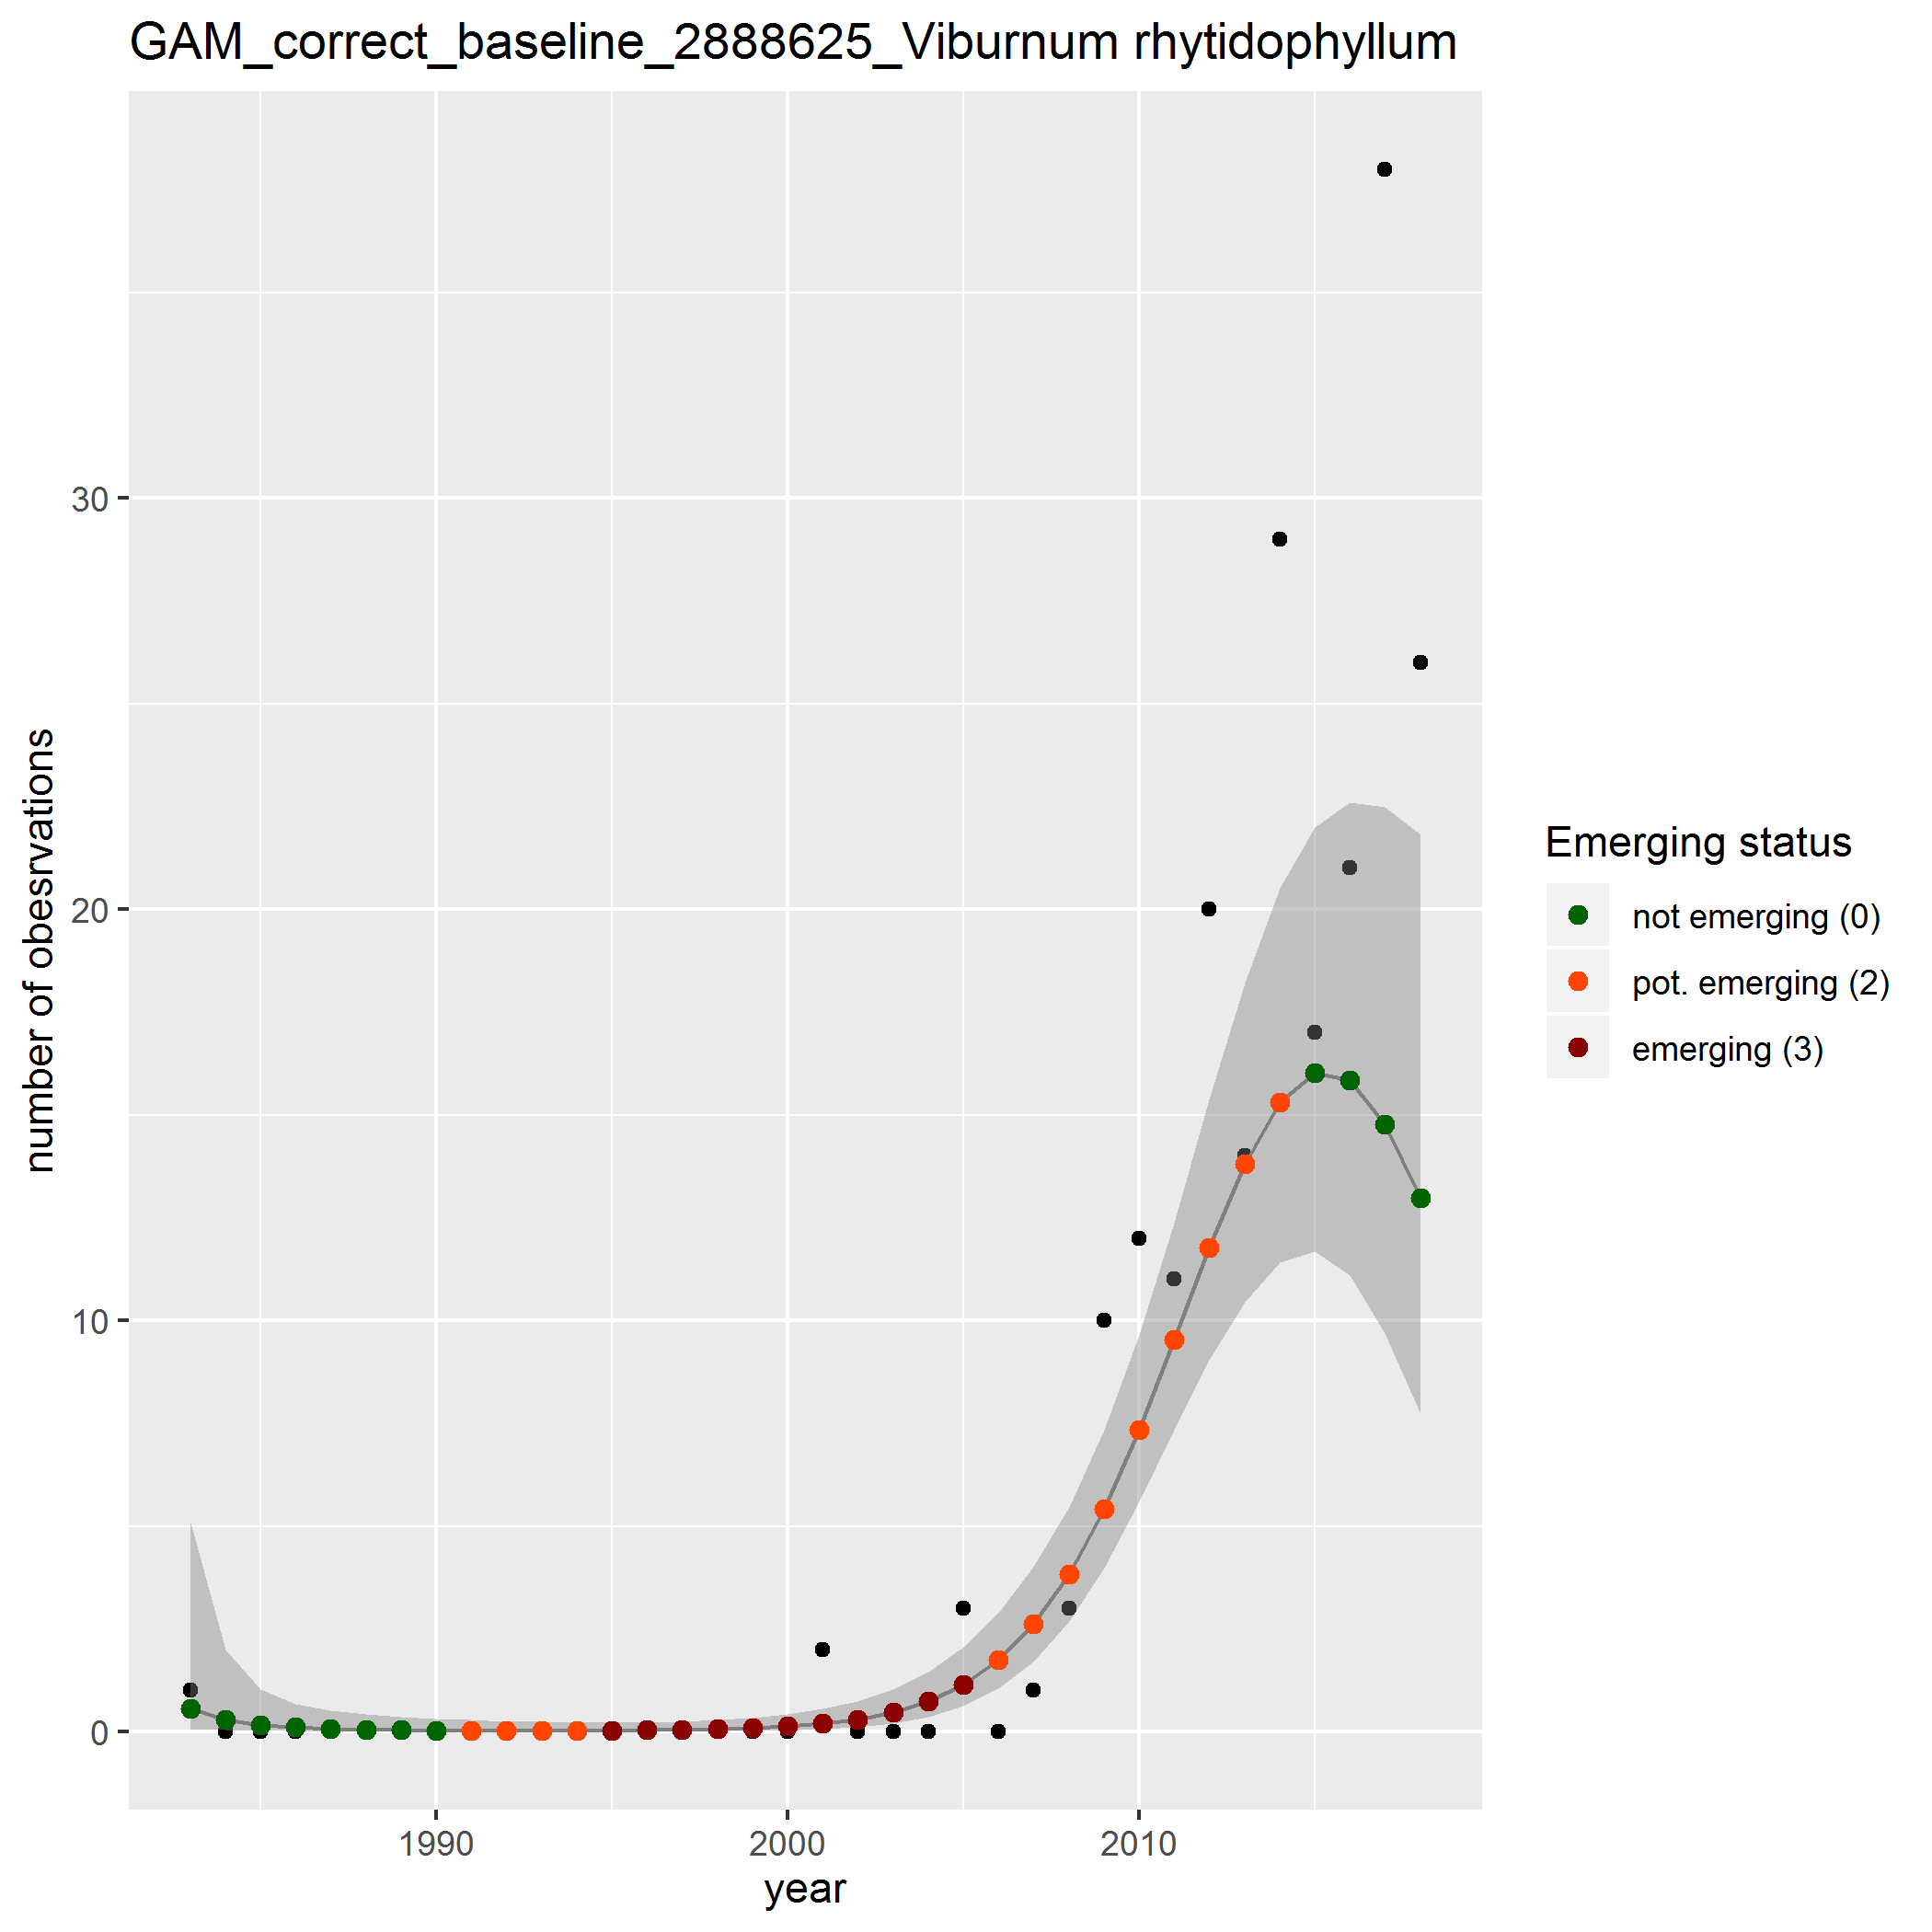 GAM_correct_baseline_2888625_Viburnum rhytidophyllum
number of obesrvations
30
20
10
0
1990
2000
2010
year
Emerging status
not emerging (0)
pot. emerging (2)
emerging (3)